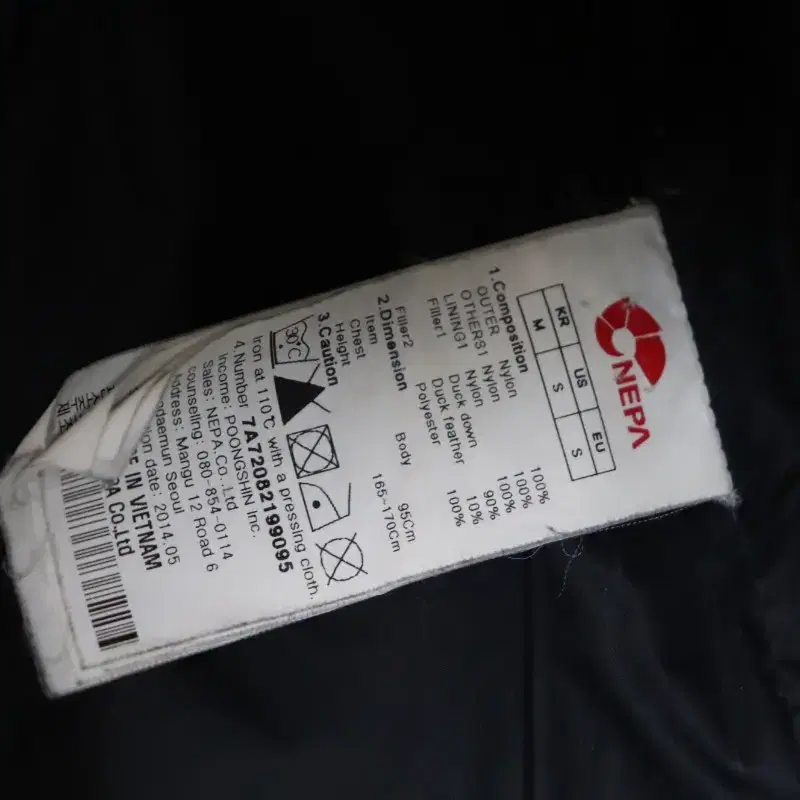 NEPA
KR US EU
M S S
1.Composition
OUTER Nylon 100%
OTHERS1 Nylon 100%
LINING1 Nylon 100%
Filler1 Duck down 90%
Duck feather 10%
Filler2 Polyester 100%
2.Dimension
Item Body
Chest 95Cm
Height 165~170Cm
3.Caution
30℃
Iron at 110℃ with a pressing cloth.
4.Number 7A72082199095
Income: POONGSHIN Inc.
Sales: NEPA.Co.,Ltd
counseling: 080-854-0114
Address: Mangu 12 Road 6
daemun Seoul
tion date: 2014.05
IN VIETNAM
PA CO.,Ltd